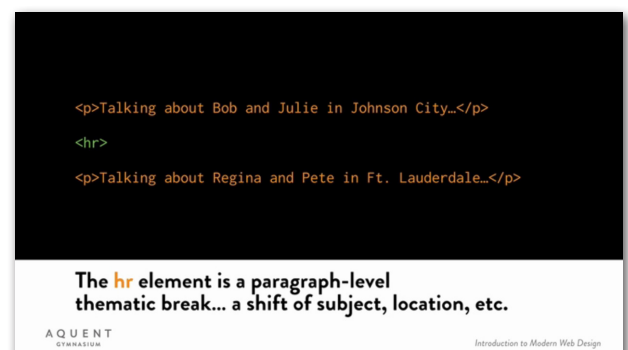 <p>Talking about Bob and Julie in Johnson City…</p>
<hr>
<p>Talking about Regina and Pete in Ft. Lauderdale…</p>
The hr element is a paragraph-level
thematic break... a shift of subject, location, etc.
AQUENT
GYMNASIUM
Introduction to Modern Web Design